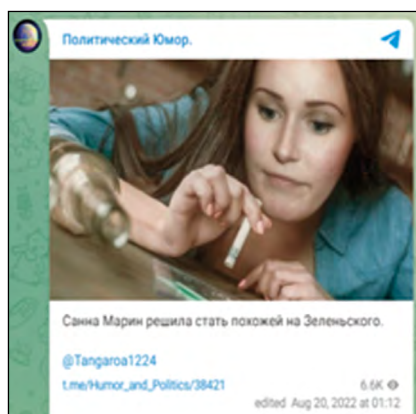 Политический Юмор.
Санна Марин решила стать похожей на Зеленьского.
@Tangaroa1224
t.me/Humor_and_Politics/38421
6.6K
edited Aug 20, 2022 at 01:12